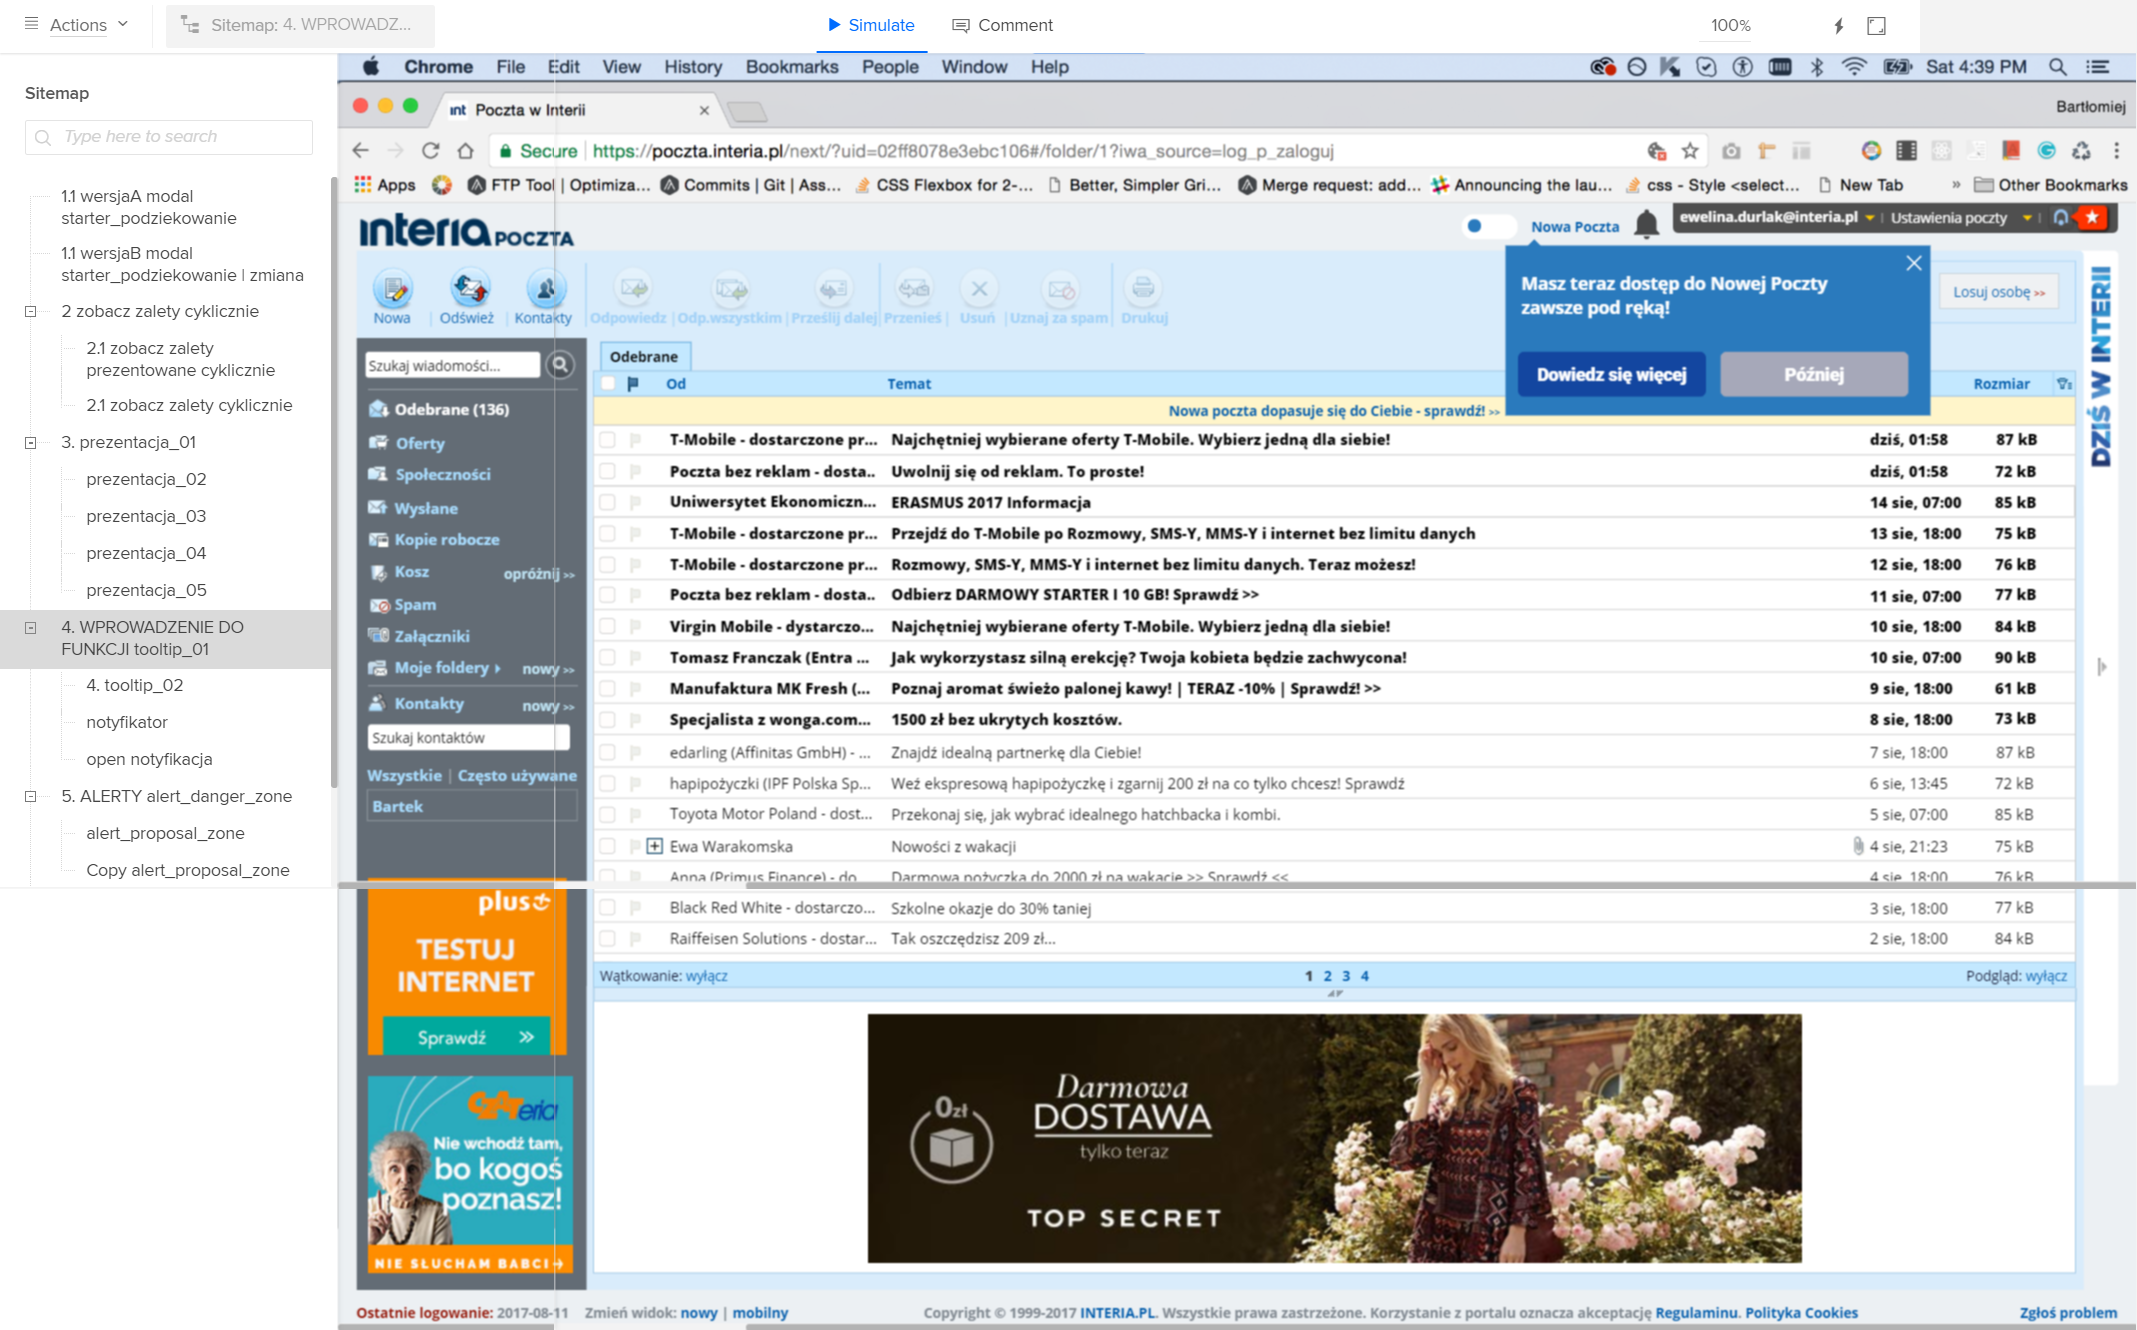 Actions
Sitemap: 4. WPROWADZ...
Simulate
Comment
100%
Sitemap
Type here to search
1.1 wersjaA modal
starter_podziekowanie
1.1 wersjaB modal
starter_podziekowanie | zmiana
2 zobacz zalety cyklicznie
2.1 zobacz zalety
prezentowane cyklicznie
2.1 zobacz zalety cyklicznie
3. prezentacja_01
prezentacja_02
prezentacja_03
prezentacja_04
prezentacja_05
4. WPROWADZENIE DO
FUNKCJI tooltip_01
4. tooltip_02
notyfikator
open notyfikacja
5. ALERTY alert_danger_zone
alert_proposal_zone
Copy alert_proposal_zone
Chrome File Edit View History Bookmarks People Window Help
Sat 4:39 PM
int Poczta w Interii
Bartłomiej
Secure https://poczta.interia.pl/next/?uid=02ff8078e3ebc106#/folder/1?iwa_source=log_p_zaloguj
Apps FTP Tool | Optimiza... Commits | Git | Ass... CSS Flexbox for 2-... Better, Simpler Gri... Merge request: add... Announcing the lau... css - Style <select... New Tab » Other Bookmarks
interia POCZTA
Nowa Poczta
ewelina.durlak@interia.pl | Ustawienia poczty |
Nowa | Odśwież | Kontakty Odpowiedz | Odp.wszystkim | Prześlij dalej Przenieś | Usuń | Uznaj za spam | Drukuj
Masz teraz dostęp do Nowej Poczty
zawsze pod ręką!
Dowiedz się więcej
Później
Losuj osobę >>
DZIŚ W INTERII
Szukaj wiadomości...
Odebrane (136)
Oferty
Społeczności
Wysłane
Kopie robocze
Kosz opróżnij >>
Spam
Załączniki
Moje foldery nowy >>
Kontakty nowy >>
Szukaj kontaktów
Wszystkie | Często używane
Bartek
Odebrane
Od Temat Rozmiar
Nowa poczta dopasuje się do Ciebie - sprawdź! >>
T-Mobile - dostarczone pr... Najchętniej wybierane oferty T-Mobile. Wybierz jedną dla siebie! dziś, 01:58 87 kB
Poczta bez reklam - dosta.. Uwolnij się od reklam. To proste! dziś, 01:58 72 kB
Uniwersytet Ekonomiczn... ERASMUS 2017 Informacja 14 sie, 07:00 85 kB
T-Mobile - dostarczone pr... Przejdź do T-Mobile po Rozmowy, SMS-Y, MMS-Y i internet bez limitu danych 13 sie, 18:00 75 kB
T-Mobile - dostarczone pr... Rozmowy, SMS-Y, MMS-Y i internet bez limitu danych. Teraz możesz! 12 sie, 18:00 76 kB
Poczta bez reklam - dosta.. Odbierz DARMOWY STARTER I 10 GB! Sprawdź >> 11 sie, 07:00 77 kB
Virgin Mobile - dystarczo... Najchętniej wybierane oferty T-Mobile. Wybierz jedną dla siebie! 10 sie, 18:00 84 kB
Tomasz Franczak (Entra ... Jak wykorzystasz silną erekcję? Twoja kobieta będzie zachwycona! 10 sie, 07:00 90 kB
Manufaktura MK Fresh (... Poznaj aromat świeżo palonej kawy! | TERAZ -10% | Sprawdź! >> 9 sie, 18:00 61 kB
Specjalista z wonga.com... 1500 zł bez ukrytych kosztów. 8 sie, 18:00 73 kB
edarling (Affinitas GmbH) - ... Znajdź idealną partnerkę dla Ciebie! 7 sie, 18:00 87 kB
hapipożyczki (IPF Polska Sp... Weź ekspresową hapipożyczkę i zgarnij 200 zł na co tylko chcesz! Sprawdź 6 sie, 13:45 72 kB
Toyota Motor Poland - dost... Przekonaj się, jak wybrać idealnego hatchbacka i kombi. 5 sie, 07:00 85 kB
Ewa Warakomska Nowości z wakacji 4 sie, 21:23 75 kB
Anna (Primus Finance) - do Darmowa pożyczka do 2000 zł na wakacje >> Sprawdź << 4 sie, 18:00 76 kB
Black Red White - dostarczo... Szkolne okazje do 30% taniej 3 sie, 18:00 77 kB
Raiffeisen Solutions - dostar... Tak oszczędzisz 209 zł... 2 sie, 18:00 84 kB
Wątkowanie: wyłącz 1 2 3 4 Podgląd: wyłącz
plus
TESTUJ
INTERNET
Sprawdź »
czateria
Nie wchodź tam,
bo kogoś
poznasz!
NIE SŁUCHAM BABCI
0zł
Darmowa
DOSTAWA
tylko teraz
TOP SECRET
Ostatnie logowanie: 2017-08-11 Zmień widok: nowy | mobilny
Copyright © 1999-2017 INTERIA.PL. Wszystkie prawa zastrzeżone. Korzystanie z portalu oznacza akceptację Regulaminu. Polityka Cookies
Zgłoś problem